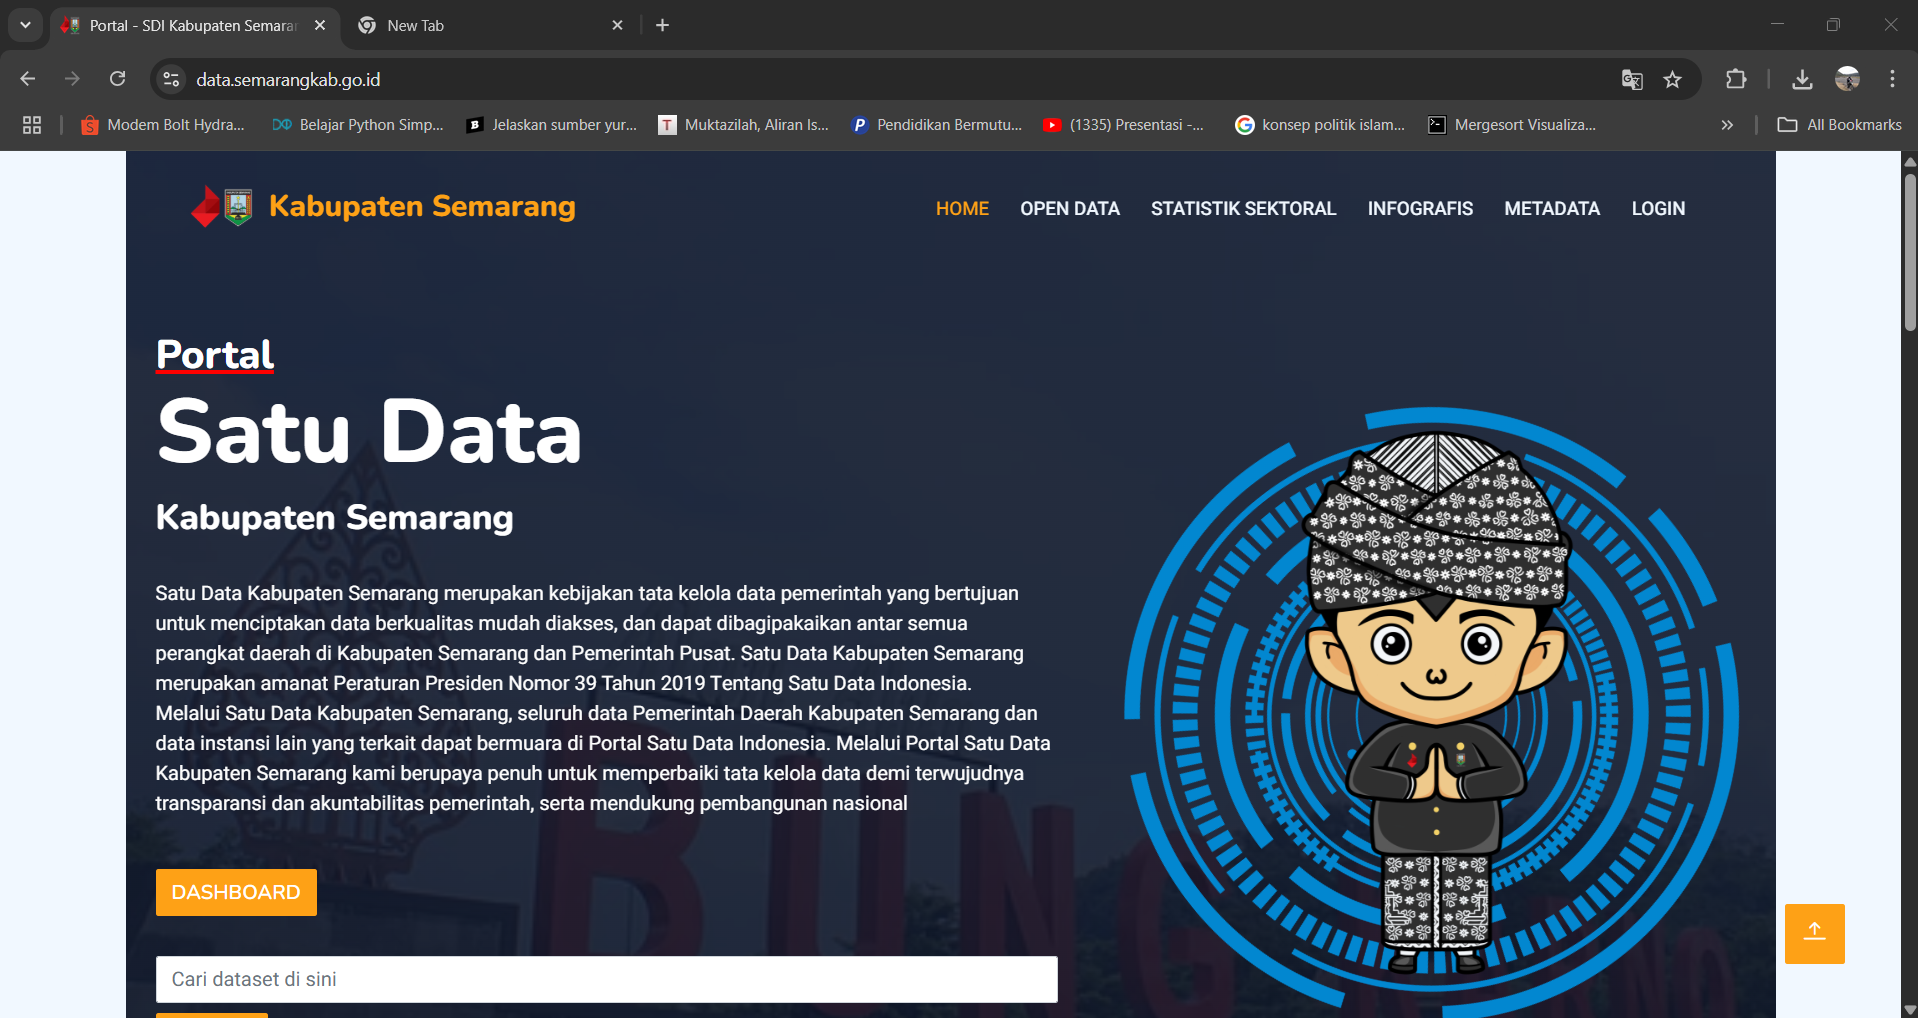 Portal - SDI Kabupaten Semaran
New Tab
data.semarangkab.go.id
Modem Bolt Hydra...
Belajar Python Simp...
Jelaskan sumber yur...
Muktazilah, Aliran Is...
Pendidikan Bermutu...
(1335) Presentasi -...
konsep politik islam...
Mergesort Visualiza...
All Bookmarks
Kabupaten Semarang
HOME
OPEN DATA
STATISTIK SEKTORAL
INFOGRAFIS
METADATA
LOGIN
Portal
Satu Data
Kabupaten Semarang
Satu Data Kabupaten Semarang merupakan kebijakan tata kelola data pemerintah yang bertujuan
untuk menciptakan data berkualitas mudah diakses, dan dapat dibagipakaikan antar semua
perangkat daerah di Kabupaten Semarang dan Pemerintah Pusat. Satu Data Kabupaten Semarang
merupakan amanat Peraturan Presiden Nomor 39 Tahun 2019 Tentang Satu Data Indonesia.
Melalui Satu Data Kabupaten Semarang, seluruh data Pemerintah Daerah Kabupaten Semarang dan
data instansi lain yang terkait dapat bermuara di Portal Satu Data Indonesia. Melalui Portal Satu Data
Kabupaten Semarang kami berupaya penuh untuk memperbaiki tata kelola data demi terwujudnya
transparansi dan akuntabilitas pemerintah, serta mendukung pembangunan nasional
DASHBOARD
Cari dataset di sini